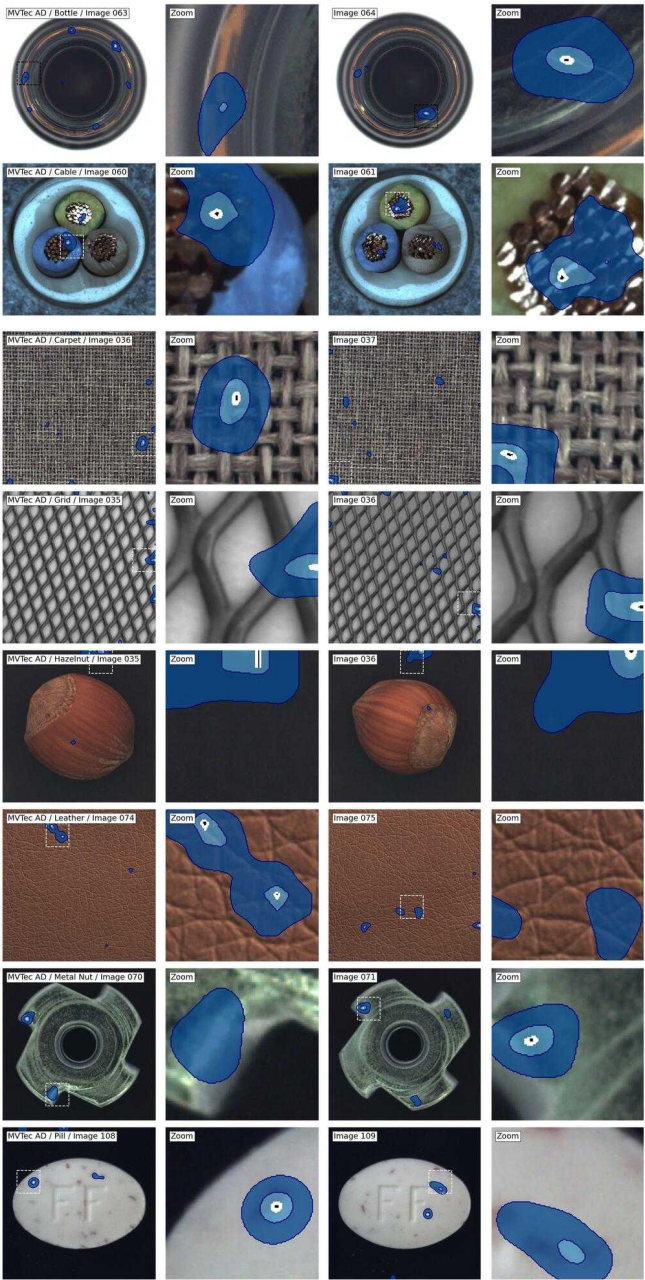 MVTec AD / Bottle / Image 063
Zoom
Image 064
Zoom
MVTec AD / Cable / Image 060
Zoom
Image 061
Zoom
MVTec AD / Carpet / Image 036
Zoom
Image 037
Zoom
MVTec AD / Grid / Image 035
Zoom
Image 036
Zoom
MVTec AD / Hazelnut / Image 035
Zoom
Image 036
Zoom
MVTec AD / Leather / Image 074
Zoom
Image 075
Zoom
MVTec AD / Metal Nut / Image 070
Zoom
Image 071
Zoom
MVTec AD / Pill / Image 108
Zoom
Image 109
Zoom
FF
FF